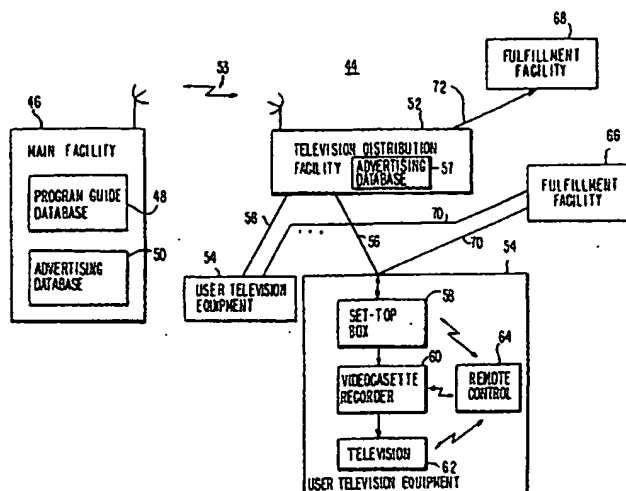 68
53
44
FULFILLMENT
FACILITY
46
72
52
MAIN FACILITY
TELEVISION DISTRIBUTION
FACILITY
ADVERTISING
DATABASE
57
66
PROGRAM GUIDE
DATABASE
48
FULFILLMENT
FACILITY
56
70
...
56
70
54
ADVERTISING
DATABASE
50
54
USER TELEVISION
EQUIPMENT
SET-TOP
BOX
58
64
60
VIDEOCASETTE
RECORDER
REMOTE
CONTROL
TELEVISION
62
USER TELEVISION EQUIPMENT